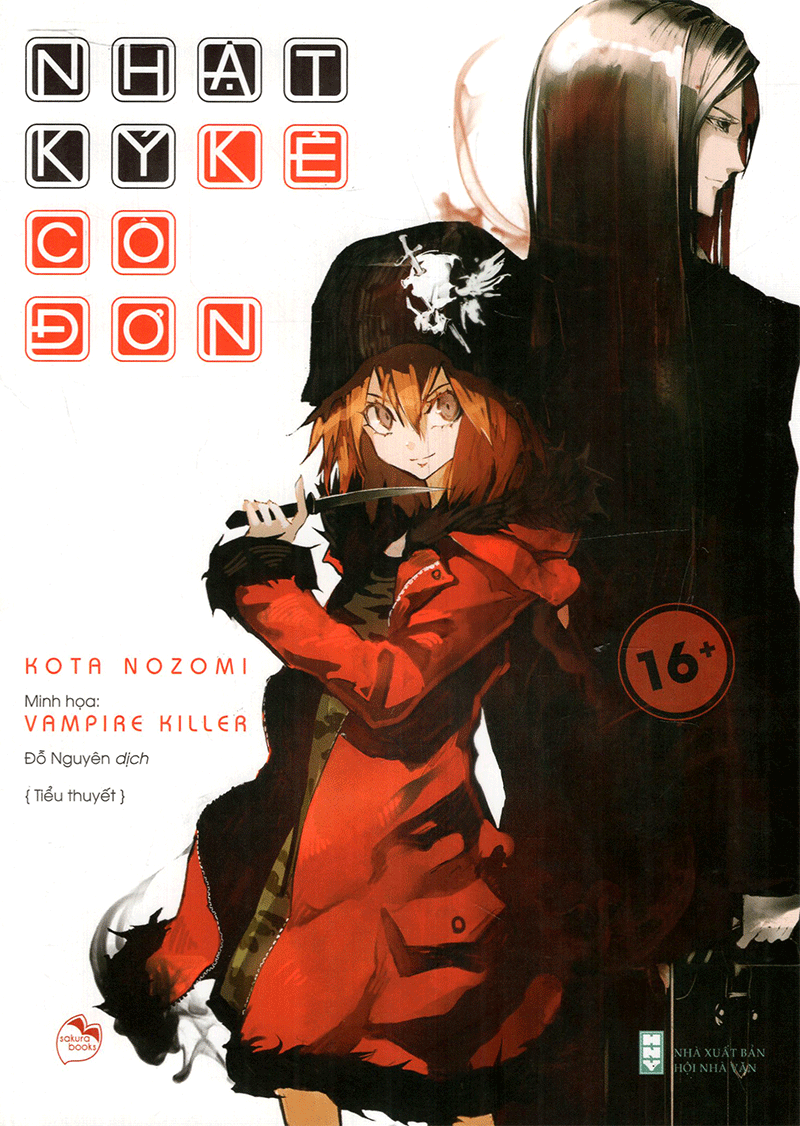 NHẬT
KÝ KẺ
CÔ
ĐƠN
KOTA NOZOMI
Minh họa:
VAMPIRE KILLER
Đỗ Nguyên dịch
{ Tiểu thuyết }
16+
sakura
books
NHÀ XUẤT BẢN
HỘI NHÀ VĂN